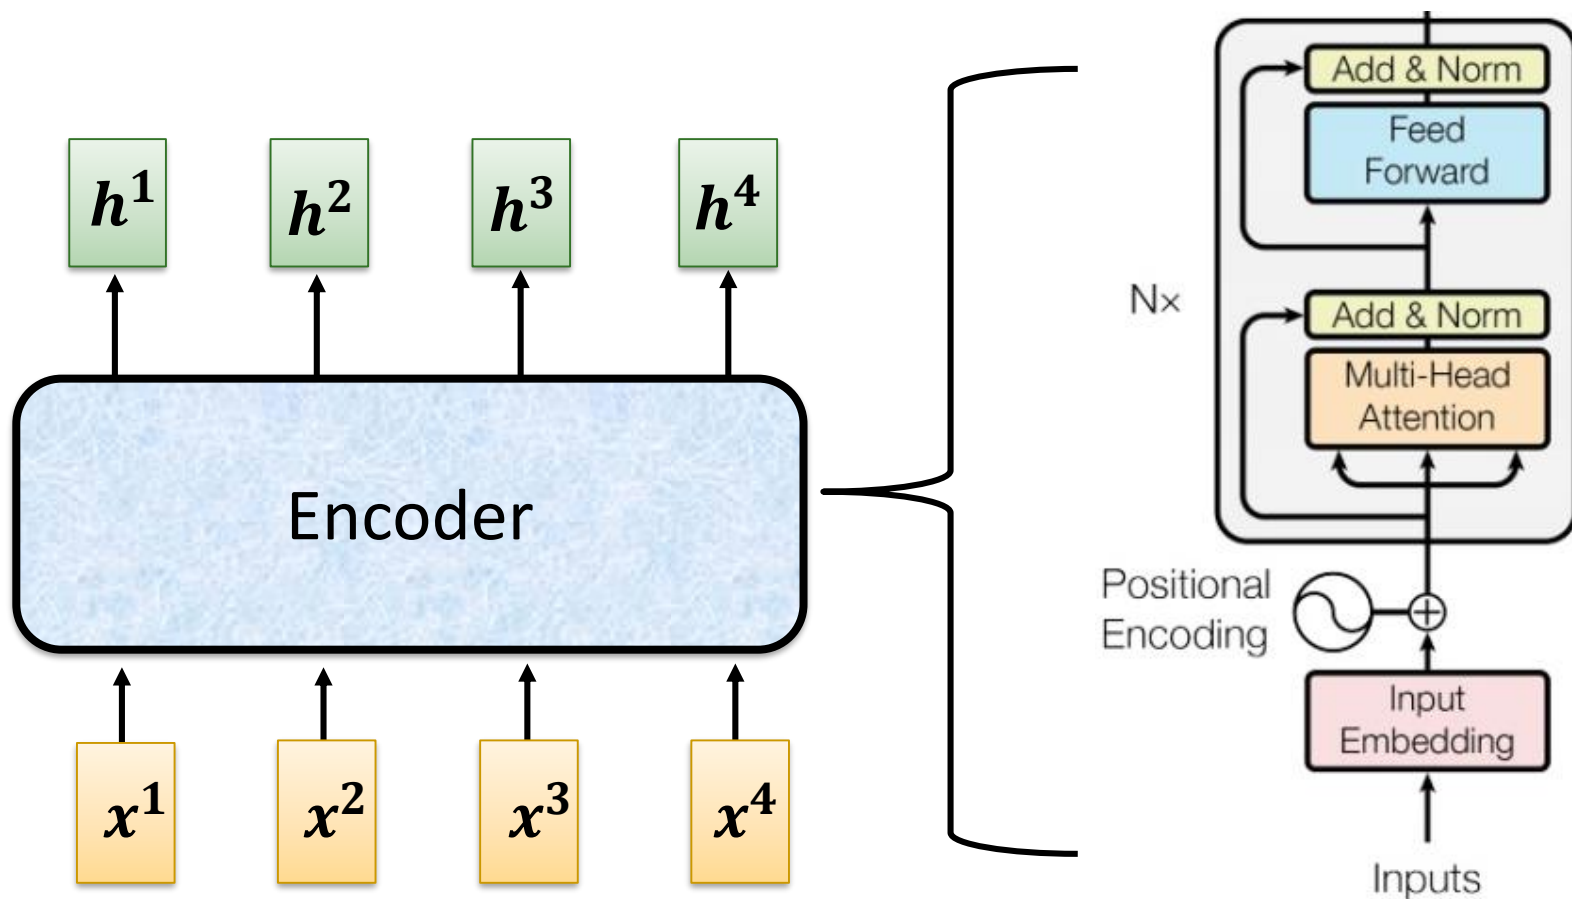 h¹ h² h³ h⁴
Encoder
x¹ x² x³ x⁴
Add & Norm
Feed
Forward
N×
Add & Norm
Multi-Head
Attention
Positional
Encoding
Input
Embedding
Inputs